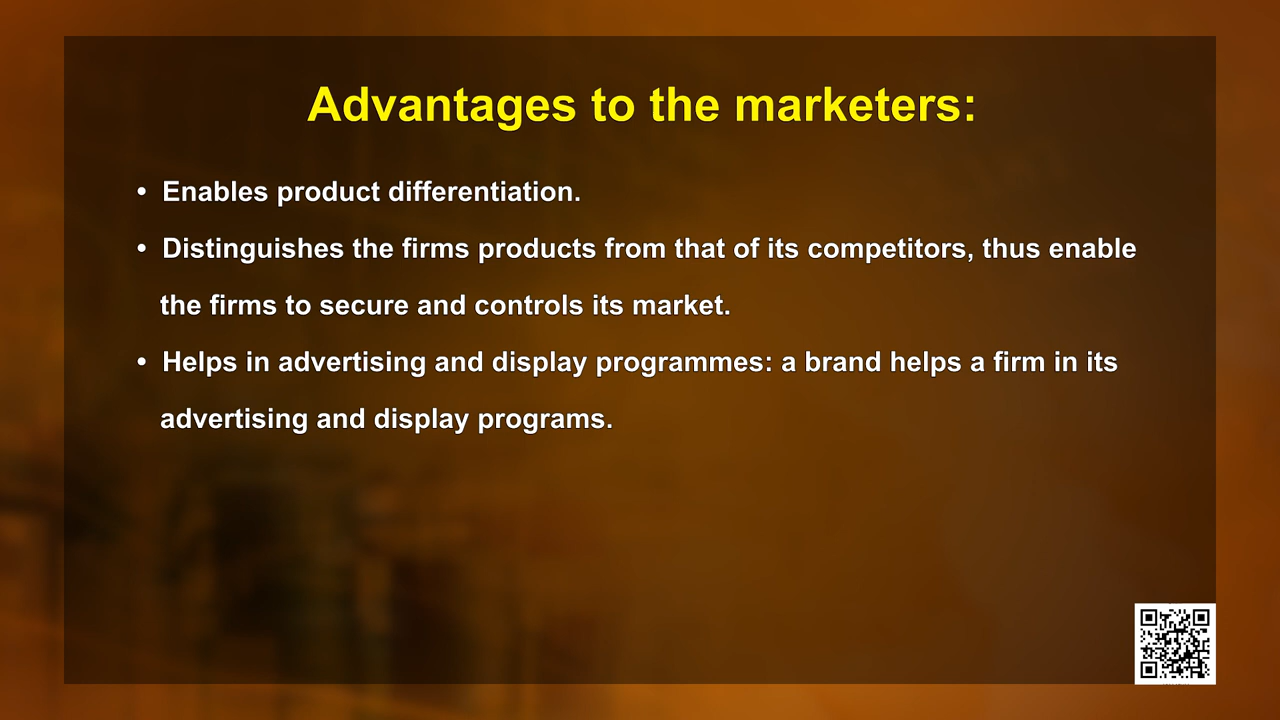 Advantages to the marketers:
• Enables product differentiation.
• Distinguishes the firms products from that of its competitors, thus enable
the firms to secure and controls its market.
• Helps in advertising and display programmes: a brand helps a firm in its
advertising and display programs.